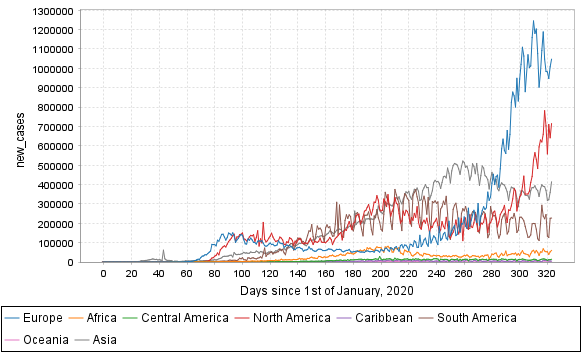 1300000
1200000
1100000
1000000
900000
800000
700000
600000
500000
400000
300000
200000
100000
0
new_cases
0 20 40 60 80 100 120 140 160 180 200 220 240 260 280 300 320
Days since 1st of January, 2020
Europe Africa Central America North America Caribbean South America
Oceania Asia